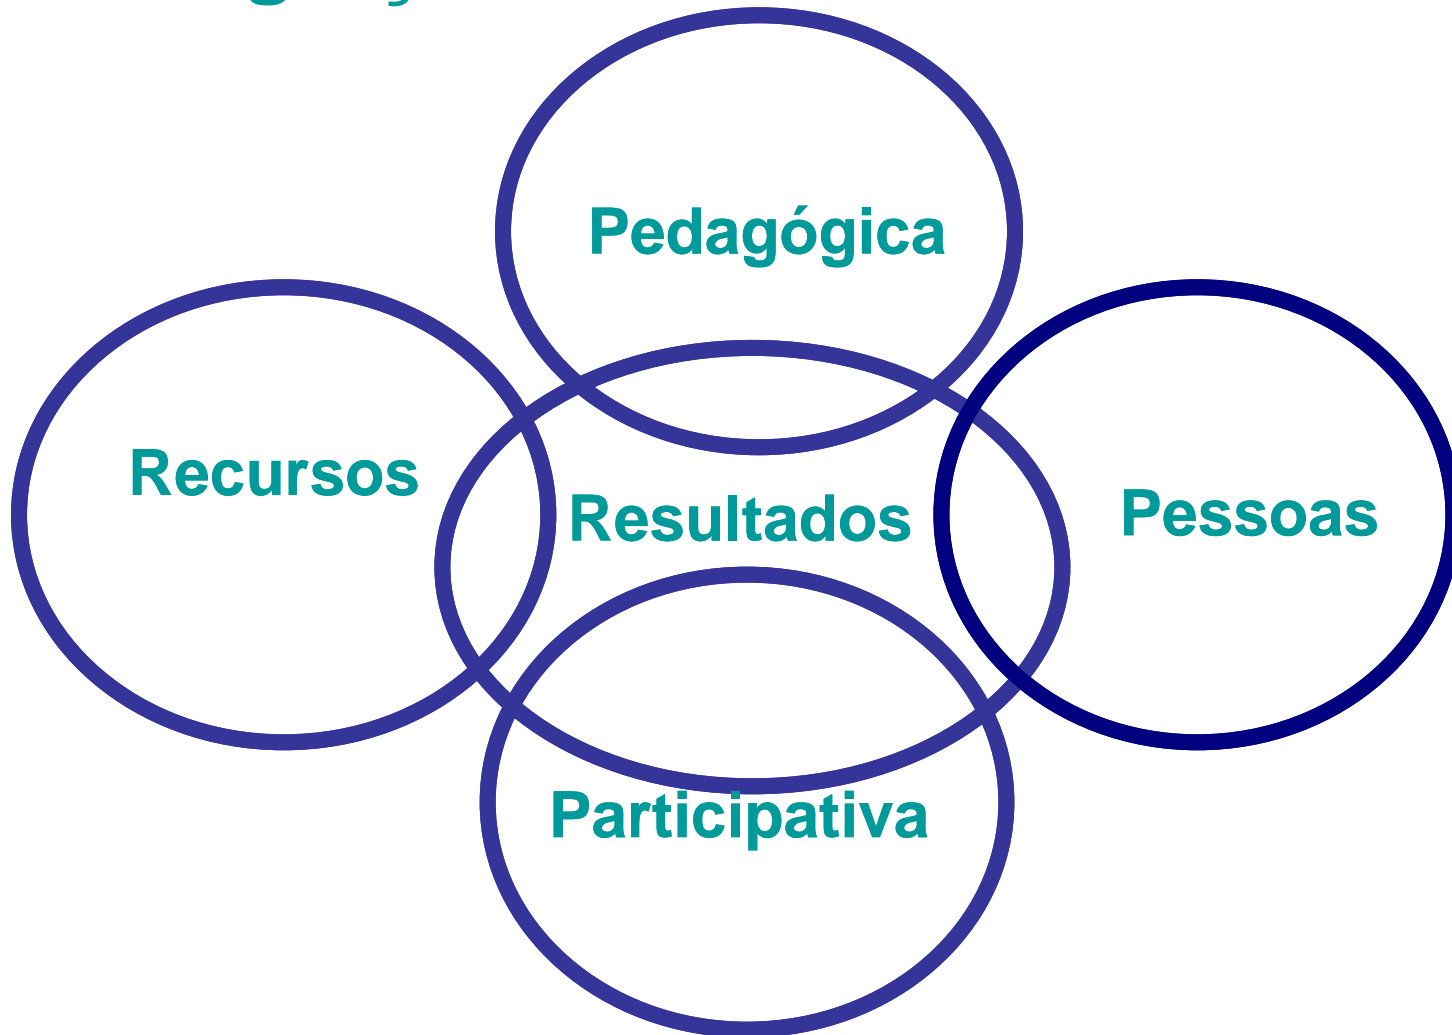 Pedagógica
Recursos
Resultados
Pessoas
Participativa